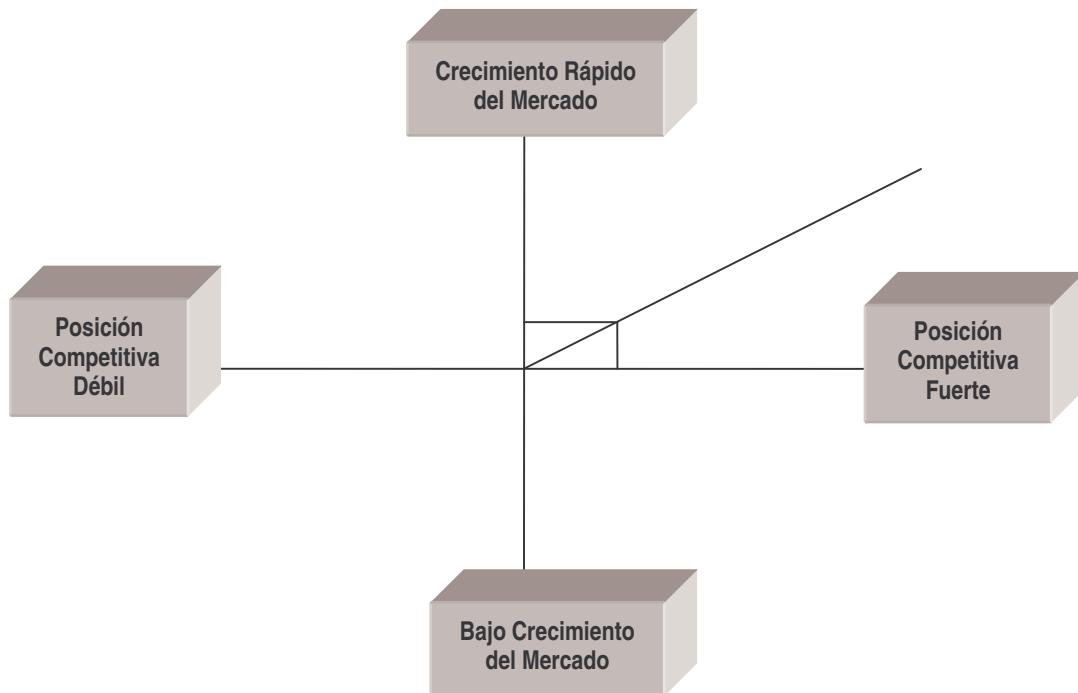 Crecimiento Rápido
del Mercado
Posición
Competitiva
Débil
Posición
Competitiva
Fuerte
Bajo Crecimiento
del Mercado